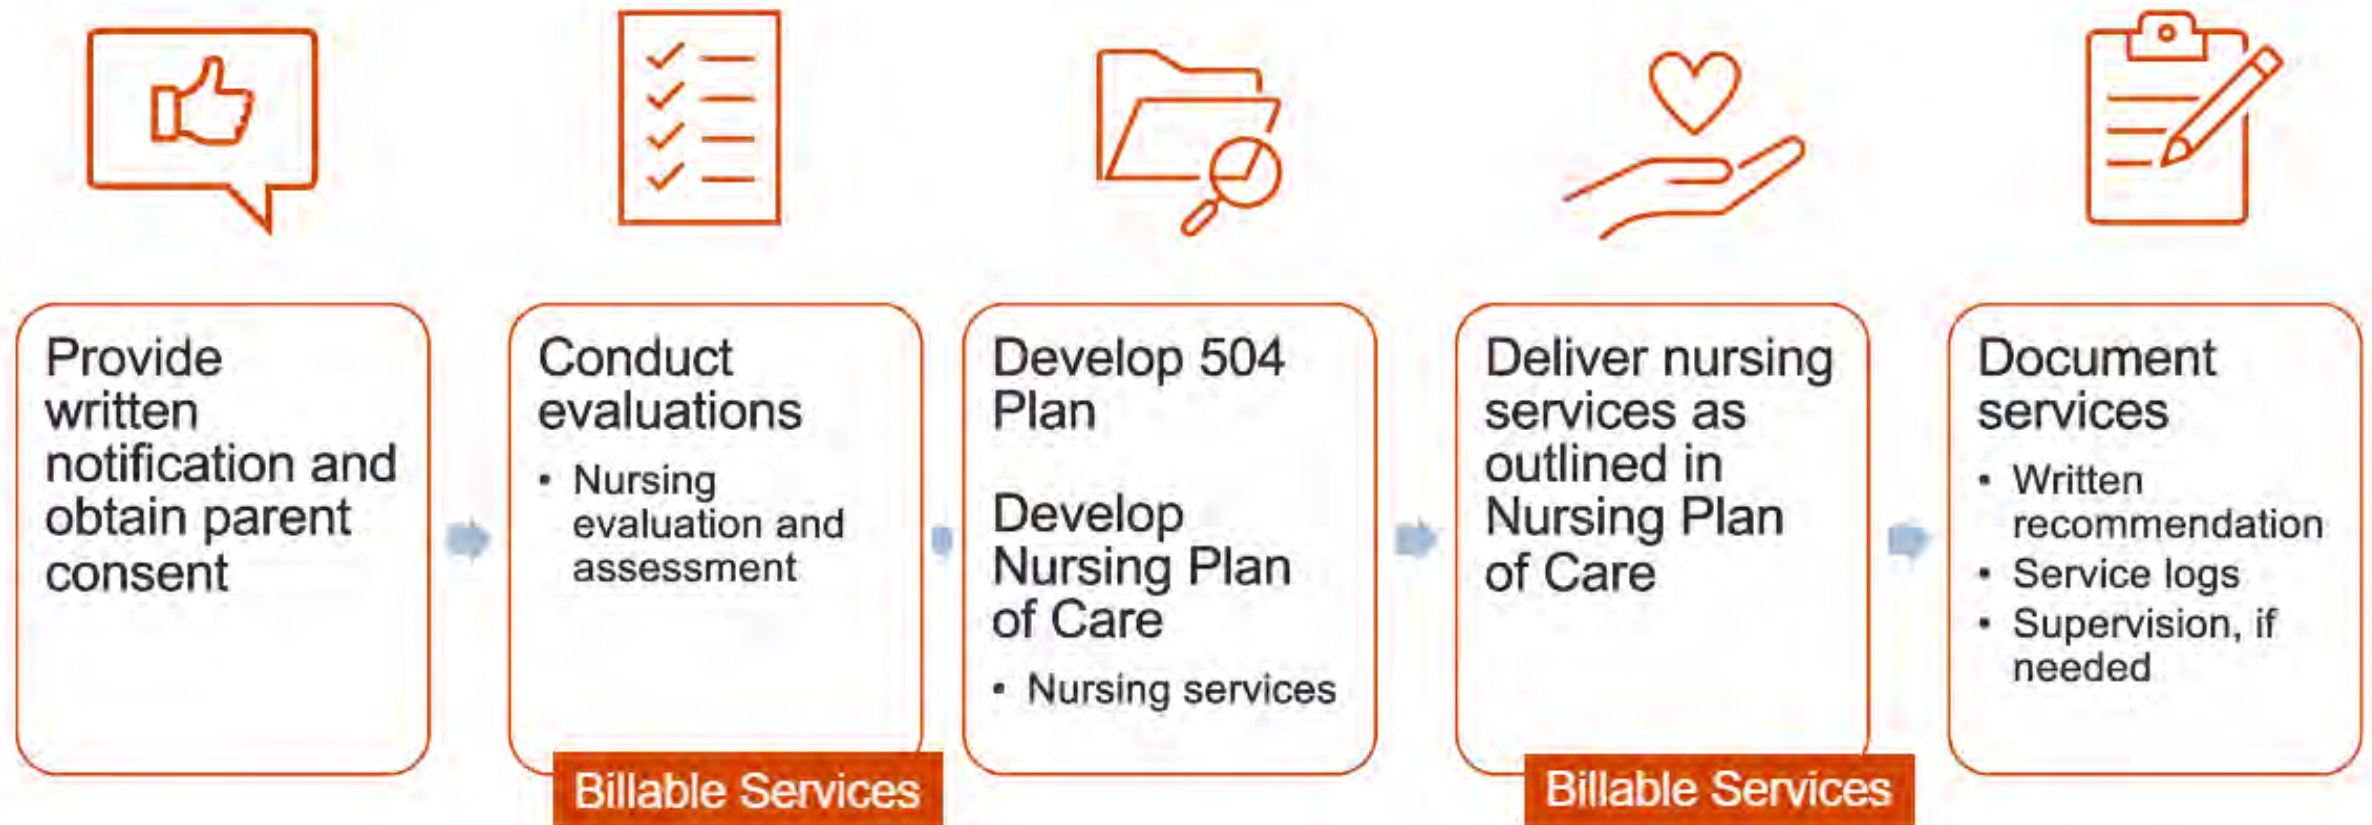 Provide
written
notification and
obtain parent
consent
Conduct
evaluations
• Nursing
evaluation and
assessment
Billable Services
Develop 504
Plan
Develop
Nursing Plan
of Care
• Nursing services
Deliver nursing
services as
outlined in
Nursing Plan
of Care
Billable Services
Document
services
• Written
recommendation
• Service logs
• Supervision, if
needed